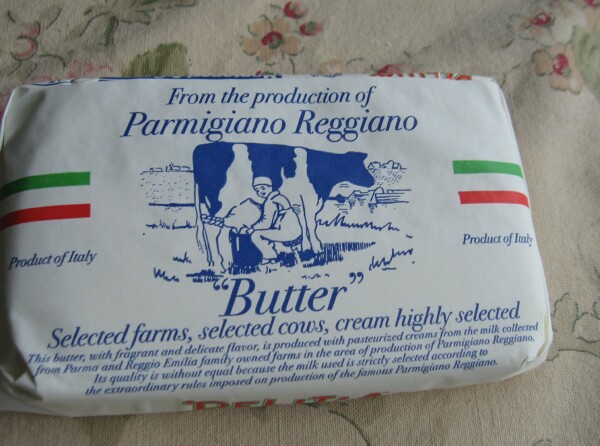 From the production of
Parmigiano Reggiano
Product of Italy
Product of Italy
"Butter"
Selected farms, selected cows, cream highly selected
This butter, with fragrant and delicate flavor, is produced with pasteurized creams from the milk collected
from Parma and Reggio Emilia family owned farms in the area of production of Parmigiano Reggiano.
Its quality is without equal because the milk used is strictly selected according to
the extraordinary rules imposed on production of the famous Parmigiano Reggiano.